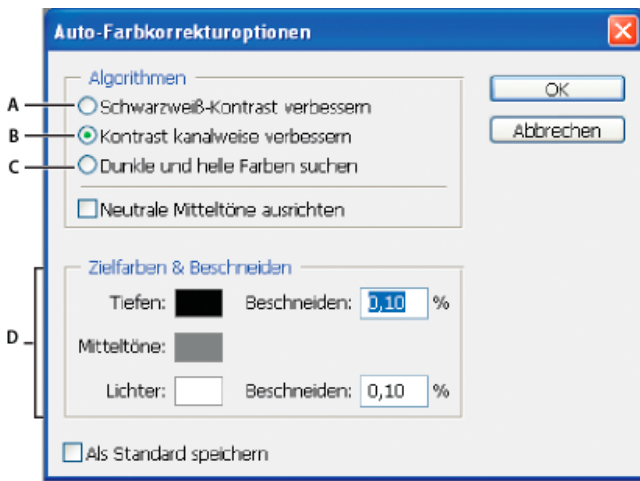 Auto-Farbkorrekturoptionen
Algorithmen
A Schwarzweiß-Kontrast verbessern
B Kontrast kanalweise verbessern
C Dunkle und helle Farben suchen
Neutrale Mitteltöne ausrichten
OK
Abbrechen
Zielfarben & Beschneiden
Tiefen: Beschneiden: 0,10 %
D Mitteltöne:
Lichter: Beschneiden: 0,10 %
Als Standard speichern